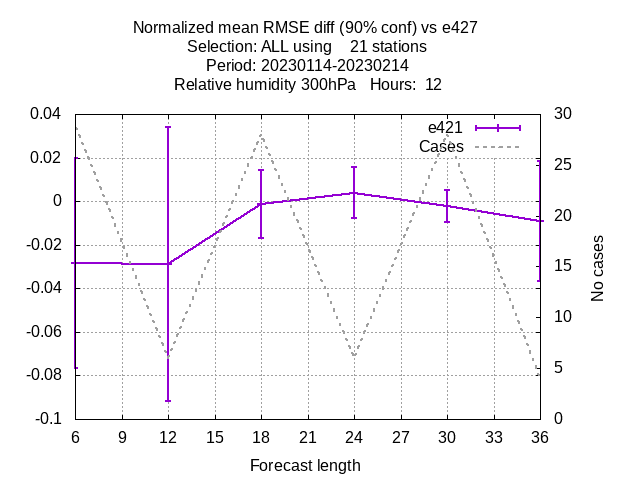 Normalized mean RMSE diff (90% conf) vs e427
Selection: ALL using    21 stations
Period: 20230114-20230214
Relative humidity 300hPa   Hours:  12
0.04
0.02
0
-0.02
-0.04
-0.06
-0.08
-0.1
e421
Cases
30
25
20
15
10
5
0
No cases
6 9 12 15 18 21 24 27 30 33 36
Forecast length